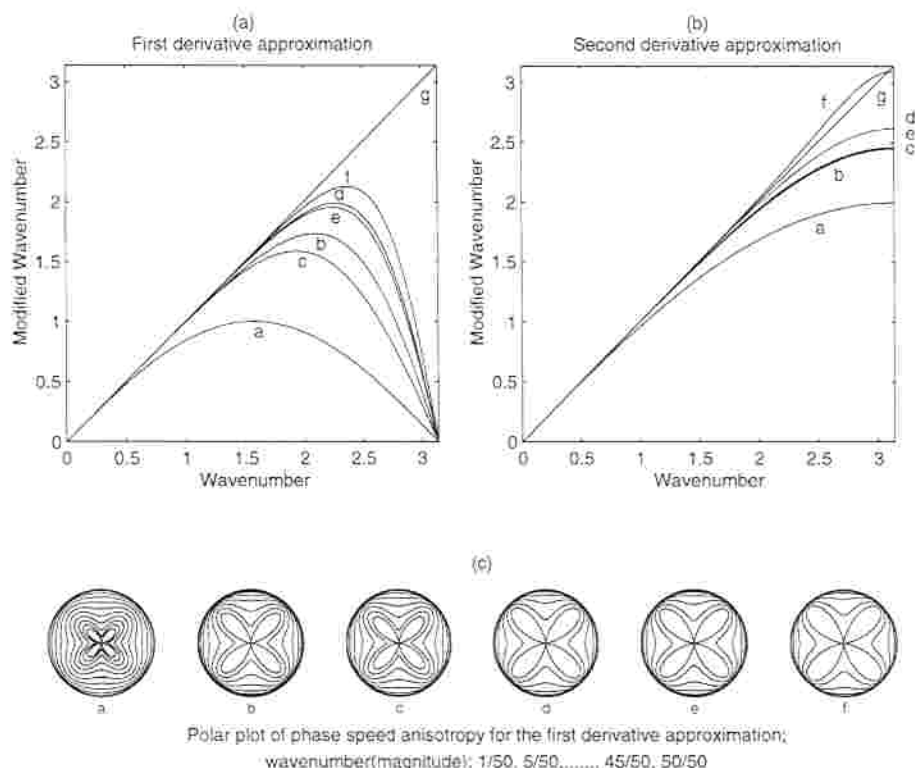 (a)
First derivative approximation
3
2.5
2
1.5
1
0.5
0
g
f
d
e
b
c
a
0 0.5 1 1.5 2 2.5 3
Wavenumber
Modified Wavenumber
(b)
Second derivative approximation
3
2.5
2
1.5
1
0.5
0
f
g
d
e
c
b
a
0 0.5 1 1.5 2 2.5 3
Wavenumber
Modified Wavenumber
(c)
a b c d e f
Polar plot of phase speed anisotropy for the first derivative approximation;
wavenumber(magnitude): 1/50, 5/50,....... 45/50, 50/50